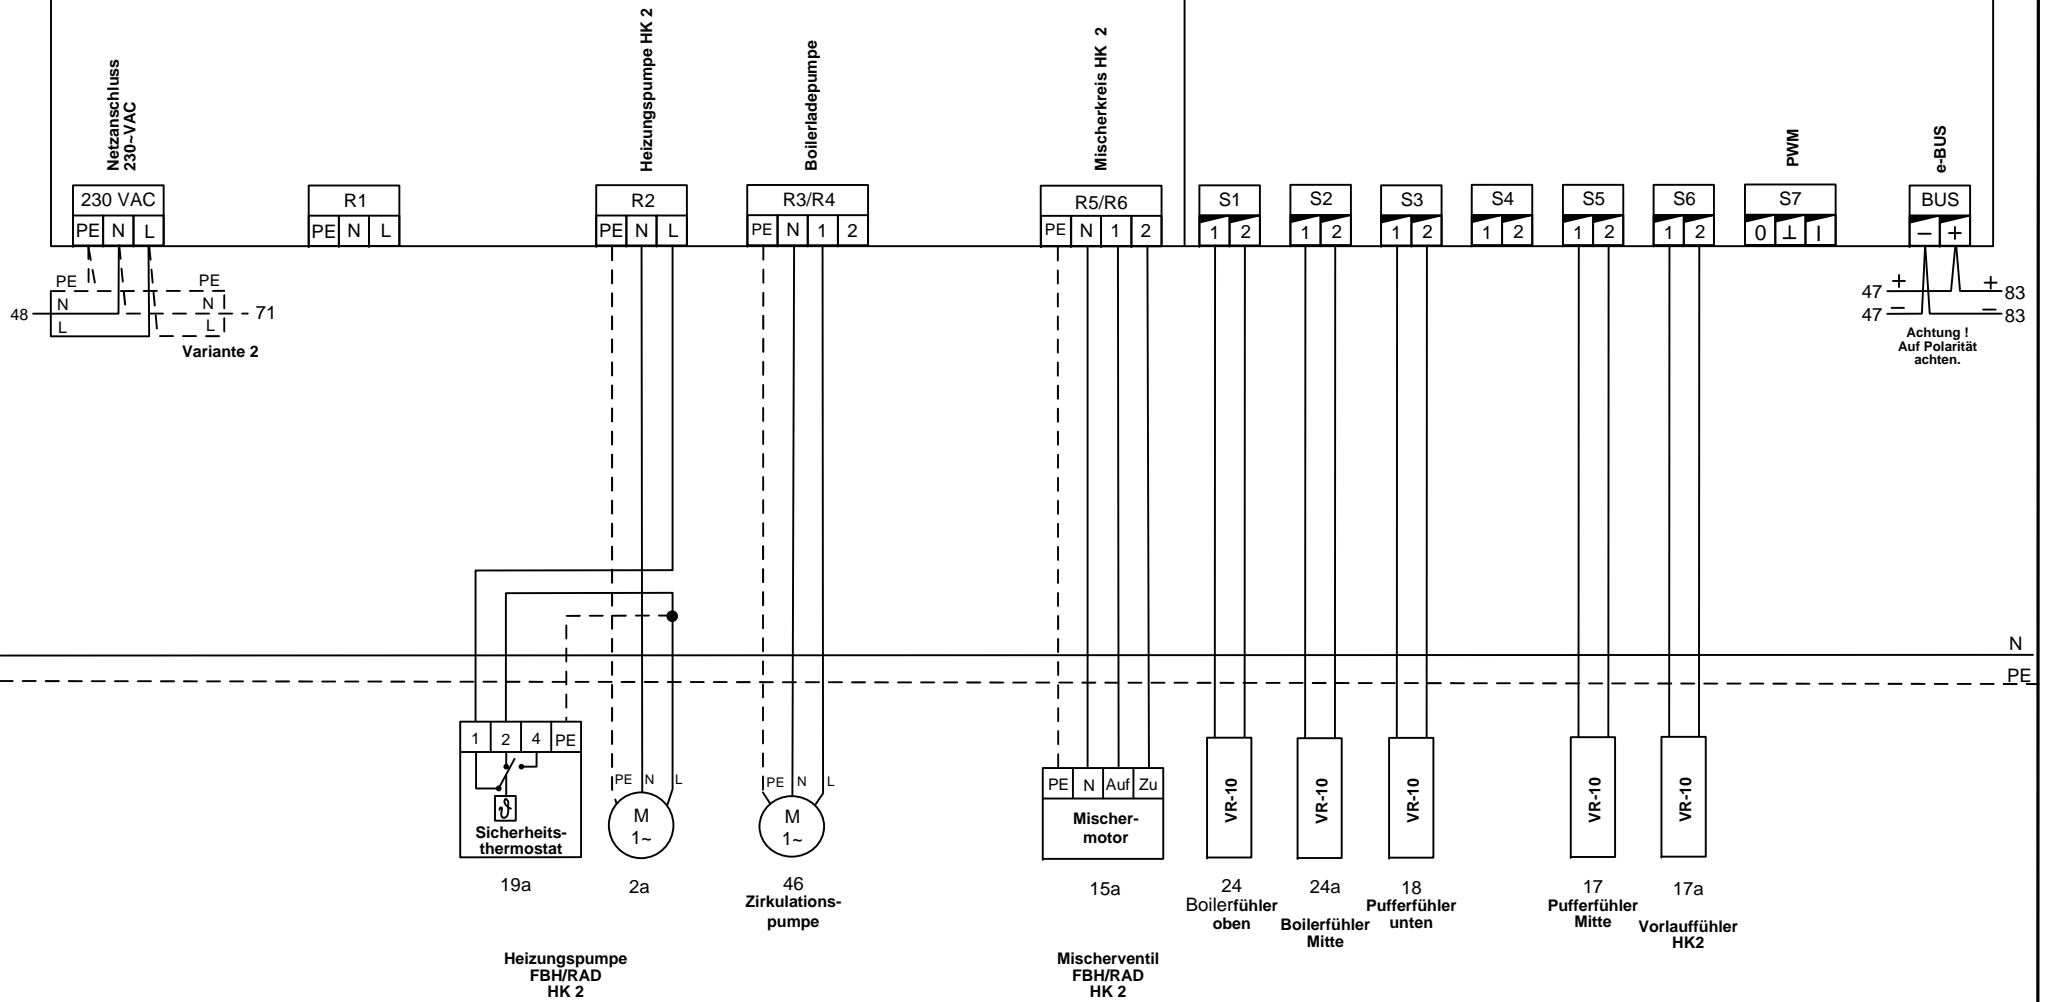 Netzanschluss
230~VAC
Heizungspumpe HK 2
Boilerladepumpe
Mischerkreis HK 2
PWM
e-BUS
230 VAC
PE N L
R1
PE N L
R2
PE N L
R3/R4
PE N 1 2
R5/R6
PE N 1 2
S1
1 2
S2
1 2
S3
1 2
S4
1 2
S5
1 2
S6
1 2
S7
0 ⊥ I
BUS
− +
PE PE
48 N N 71
L L
Variante 2
47 + + 83
47 − − 83
Achtung !
Auf Polarität
achten.
N
PE
1 2 4 PE
ϑ
Sicherheits-
thermostat
19a
PE N L
M
1~
2a
Heizungspumpe
FBH/RAD
HK 2
PE N L
M
1~
46
Zirkulations-
pumpe
PE N Auf Zu
Mischer-
motor
15a
Mischerventil
FBH/RAD
HK 2
VR-10
24
Boilerfühler
oben
VR-10
24a
Boilerfühler
Mitte
VR-10
18
Pufferfühler
unten
VR-10
17
Pufferfühler
Mitte
VR-10
17a
Vorlauffühler
HK2